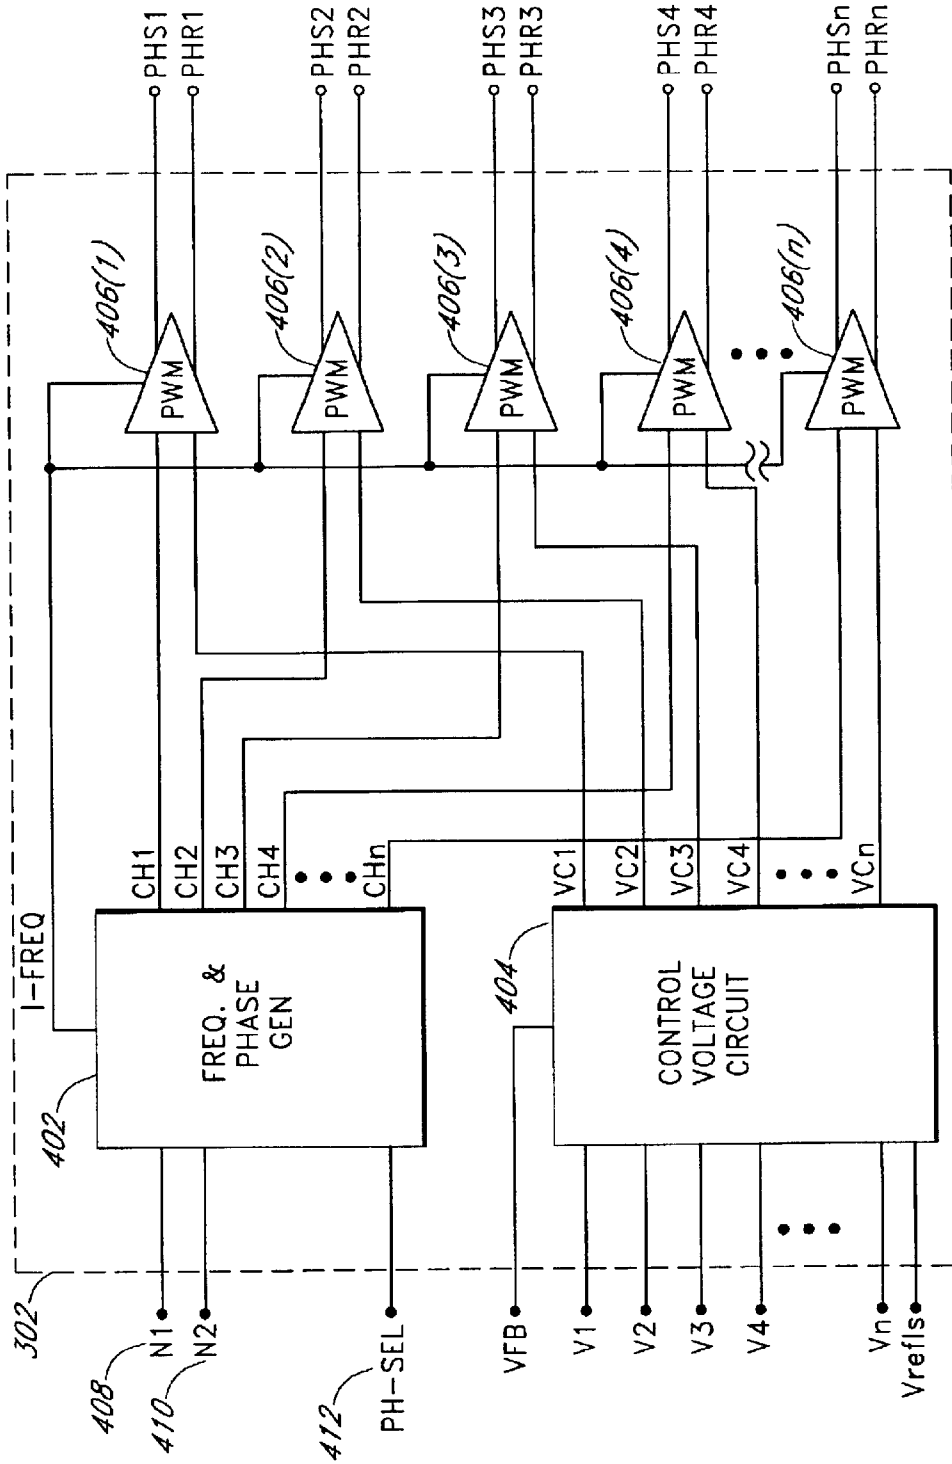 302
408
N1
410
N2
412
PH-SEL
VFB
V1
V2
V3
V4
Vn
Vrefls
402
I-FREQ
FREQ. &
PHASE
GEN
CH1
CH2
CH3
CH4
CHn
404
CONTROL
VOLTAGE
CIRCUIT
VC1
VC2
VC3
VC4
VCn
406(1)
PWM
406(2)
PWM
406(3)
PWM
406(4)
PWM
406(n)
PWM
PHS1
PHR1
PHS2
PHR2
PHS3
PHR3
PHS4
PHR4
PHSn
PHRn